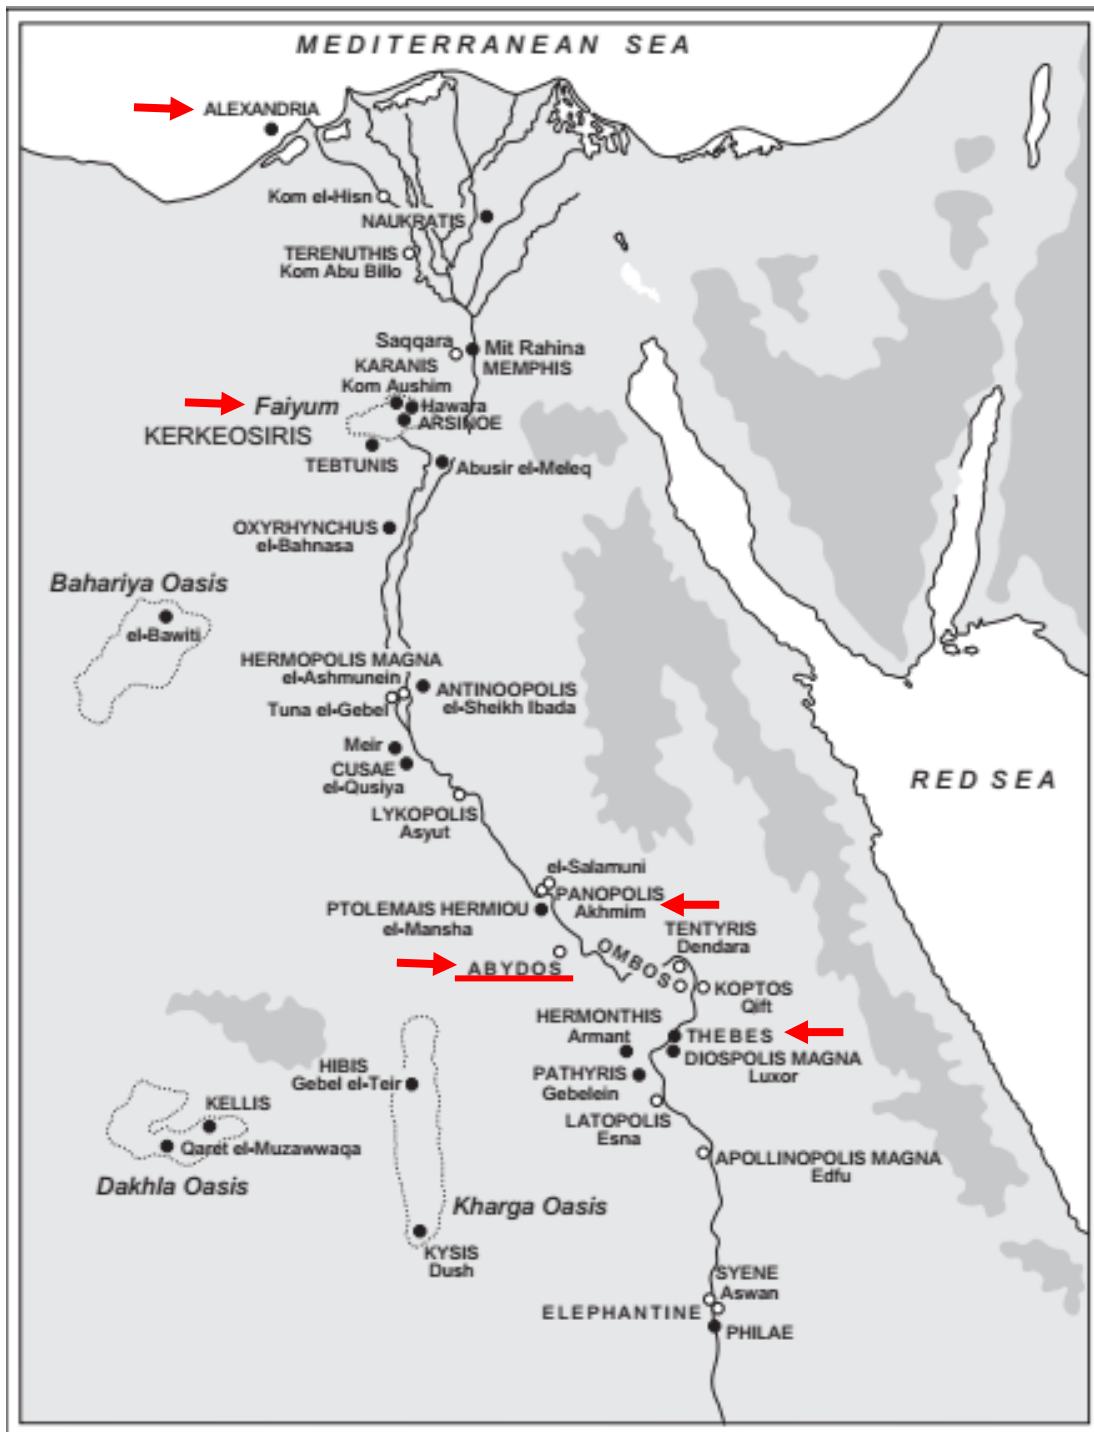 MEDITERRANEAN SEA
ALEXANDRIA
Kom el-Hisn
NAUKRATIS
TERENUTHIS
Kom Abu Billo
Saqqara
Mit Rahina
MEMPHIS
KARANIS
Kom Aushim
Faiyum
Hawara
ARSINOE
KERKEOSIRIS
TEBTUNIS
Abusir el-Meleq
OXYRHYNCHUS
el-Bahnasa
Bahariya Oasis
el-Bawiti
HERMOPOLIS MAGNA
el-Ashmunein
ANTINOOPOLIS
el-Sheikh Ibada
Tuna el-Gebel
Meir
CUSAE
el-Qusiya
RED SEA
LYKOPOLIS
Asyut
el-Salamuni
PANOPOLIS
Akhmim
PTOLEMAIS HERMIOU
el-Mansha
TENTYRIS
Dendara
ABYDOS
OMBOS
KOPTOS
Qift
HERMONTHIS
Armant
THEBES
DIOSPOLIS MAGNA
Luxor
HIBIS
Gebel el-Teir
PATHYRIS
Gebelein
KELLIS
LATOPOLIS
Esna
Qaret el-Muzawwaqa
APOLLINOPOLIS MAGNA
Edfu
Dakhla Oasis
Kharga Oasis
KYSIS
Dush
SYENE
Aswan
ELEPHANTINE
PHILAE